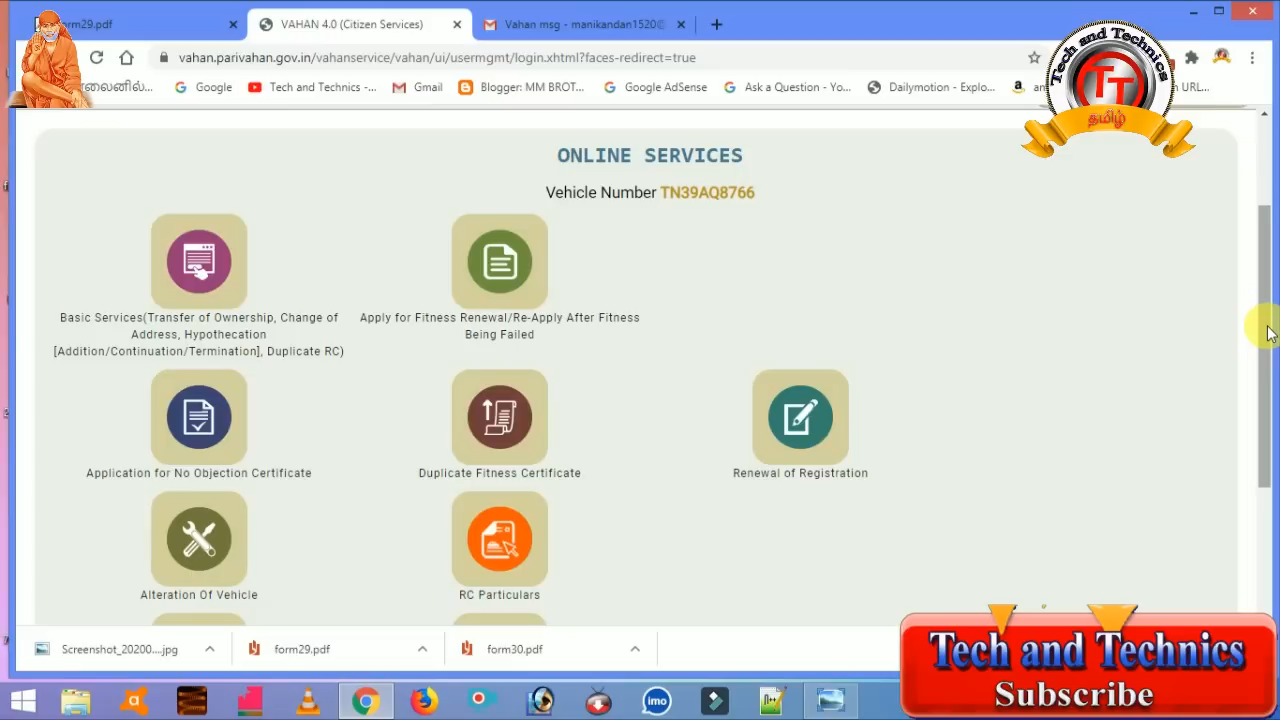 form29.pdf
VAHAN 4.0 (Citizen Services)
Vahan msg - manikandan1520
vahan.parivahan.gov.in/vahanservice/vahan/ui/usermgmt/login.xhtml?faces-redirect=true
Google
Tech and Technics -...
Gmail
Blogger: MM BROT...
Google AdSense
Ask a Question - Yo...
Dailymotion - Explo...
URL...
Tech and Technics
TT
தமிழ்
ONLINE SERVICES
Vehicle Number TN39AQ8766
Basic Services(Transfer of Ownership, Change of
Address, Hypothecation
[Addition/Continuation/Termination], Duplicate RC)
Apply for Fitness Renewal/Re-Apply After Fitness
Being Failed
Application for No Objection Certificate
Duplicate Fitness Certificate
Renewal of Registration
Alteration Of Vehicle
RC Particulars
Screenshot_20200....jpg
form29.pdf
form30.pdf
Tech and Technics
Subscribe
imo